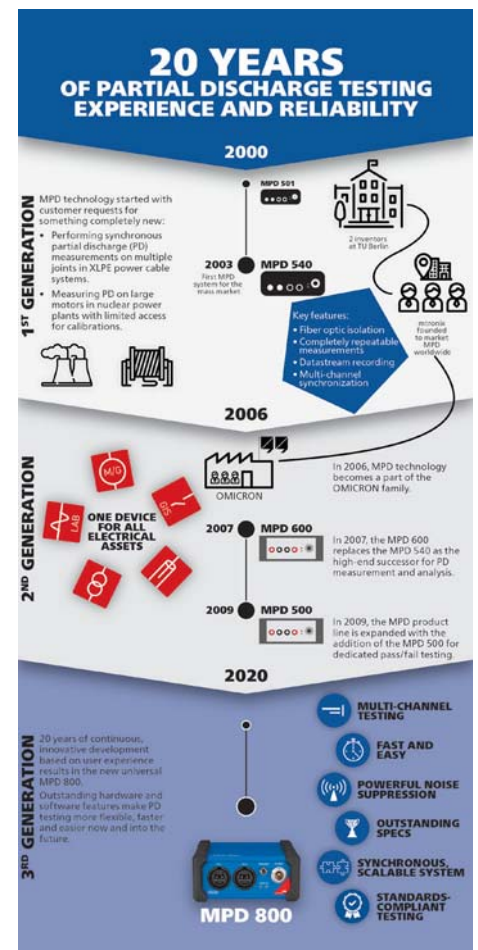 20 YEARS
OF PARTIAL DISCHARGE TESTING
EXPERIENCE AND RELIABILITY
2000
1ST GENERATION
MPD technology started with
customer requests for
something completely new:
• Performing synchronous
partial discharge (PD)
measurements on multiple
joints in XLPE power cable
systems.
• Measuring PD on large
motors in nuclear power
plants with limited access
for calibrations.
MPD 501
2 inventors
at TU Berlin
2003
MPD 540
First MPD
system for the
mass market.
mtronix
founded
to market
MPD
worldwide
Key features:
• Fiber optic isolation
• Completely repeatable
measurements
• Datastream recording
• Multi-channel
synchronization
2006
2ND GENERATION
M/G
GIS
LAB
ONE DEVICE
FOR ALL
ELECTRICAL
ASSETS
OMICRON
In 2006, MPD technology
becomes a part of the
OMICRON family.
2007
MPD 600
In 2007, the MPD 600
replaces the MPD 540 as the
high-end successor for PD
measurement and analysis.
2009
MPD 500
In 2009, the MPD product
line is expanded with the
addition of the MPD 500 for
dedicated pass/fail testing.
2020
3RD GENERATION
20 years of continuous,
innovative development
based on user experience
results in the new universal
MPD 800.
Outstanding hardware and
software features make PD
testing more flexible, faster
and easier now and into the
future.
MPD 800
MULTI-CHANNEL
TESTING
FAST AND
EASY
POWERFUL NOISE
SUPPRESSION
OUTSTANDING
SPECS
SYNCHRONOUS,
SCALABLE SYSTEM
STANDARDS-
COMPLIANT
TESTING